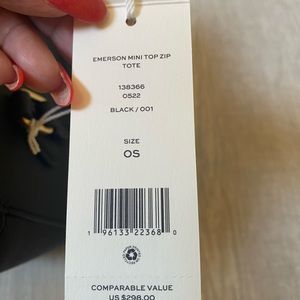 EMERSON MINI TOP ZIP
TOTE
138366
0522
BLACK / 001
SIZE
OS
1 96133 22368 0
COMPARABLE VALUE
US $298.00